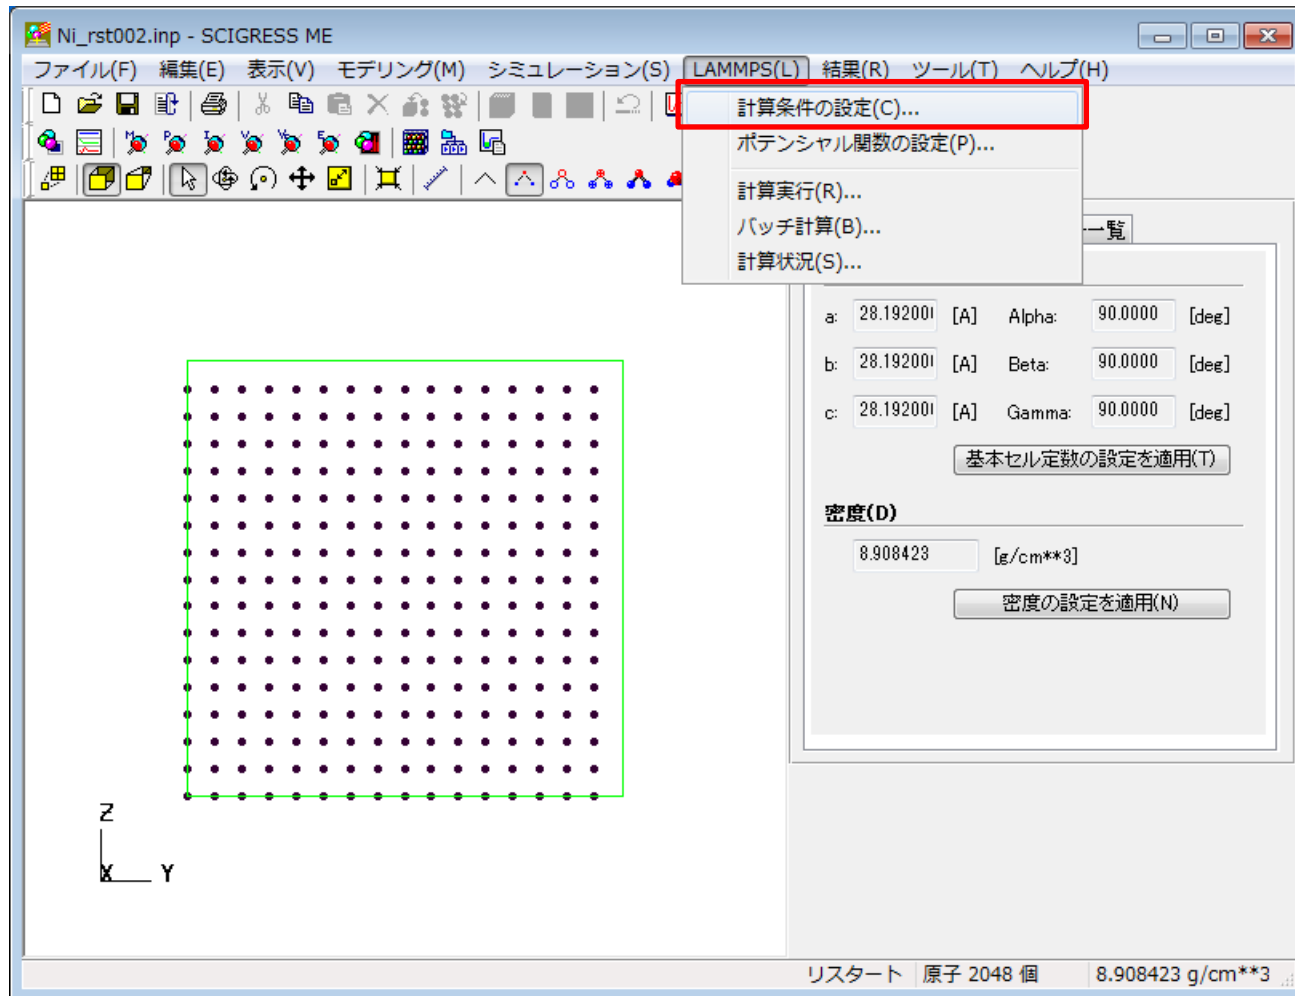 Ni_rst002.inp - SCIGRESS ME
ファイル(F) 編集(E) 表示(V) モデリング(M) シミュレーション(S) LAMMPS(L) 結果(R) ツール(T) ヘルプ(H)
計算条件の設定(C)...
ポテンシャル関数の設定(P)...
計算実行(R)...
バッチ計算(B)...
計算状況(S)...
一覧
a: 28.19200 [A] Alpha: 90.0000 [deg]
b: 28.19200 [A] Beta: 90.0000 [deg]
c: 28.19200 [A] Gamma: 90.0000 [deg]
基本セル定数の設定を適用(T)
密度(D)
8.908423 [g/cm**3]
密度の設定を適用(N)
Z
X Y
リスタート 原子 2048 個 8.908423 g/cm**3